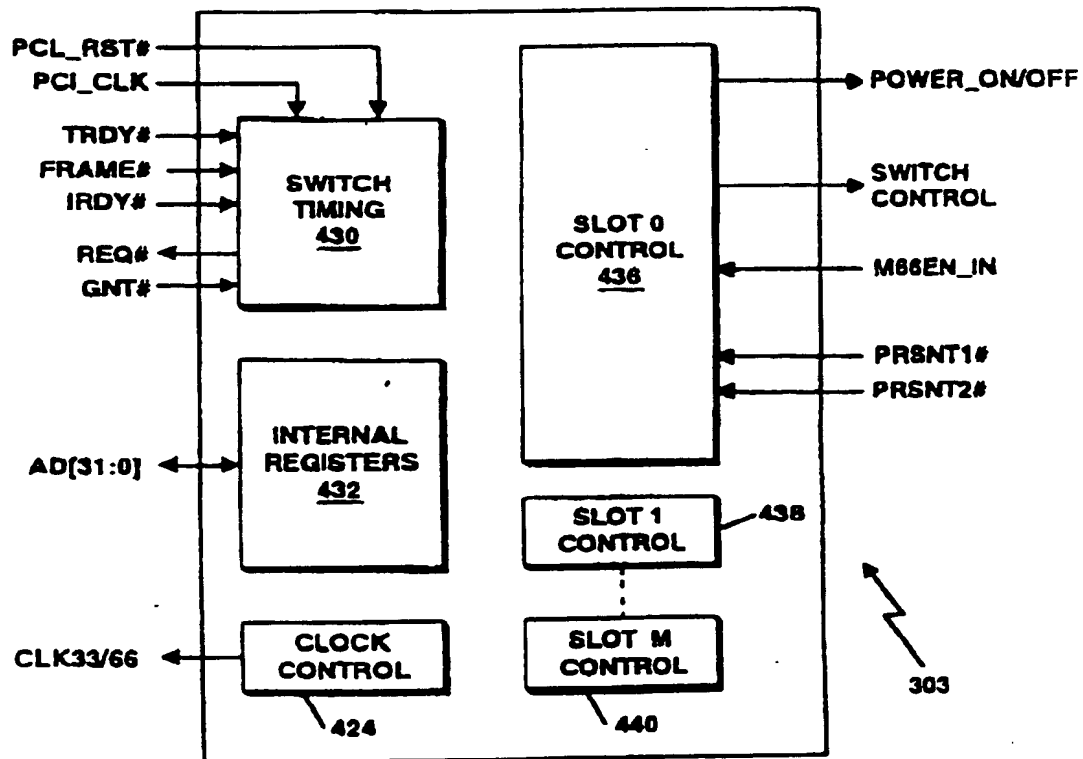 PCL_RST#
PCI_CLK
TRDY#
FRAME#
IRDY#
REQ#
GNT#
SWITCH
TIMING
430
SLOT 0
CONTROL
436
POWER_ON/OFF
SWITCH
CONTROL
M66EN_IN
PRSNT1#
PRSNT2#
AD[31:0]
INTERNAL
REGISTERS
432
SLOT 1
CONTROL
438
CLK33/66
CLOCK
CONTROL
424
SLOT M
CONTROL
440
303